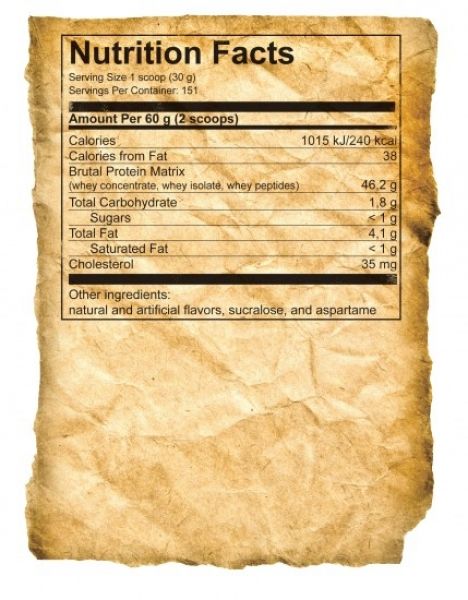 Nutrition Facts
Serving Size 1 scoop (30 g)
Servings Per Container: 151
Amount Per 60 g (2 scoops)
Calories 1015 kJ/240 kcal
Calories from Fat 38
Brutal Protein Matrix
(whey concentrate, whey isolate, whey peptides) 46,2 g
Total Carbohydrate 1,8 g
Sugars < 1 g
Total Fat 4,1 g
Saturated Fat < 1 g
Cholesterol 35 mg
Other ingredients:
natural and artificial flavors, sucralose, and aspartame